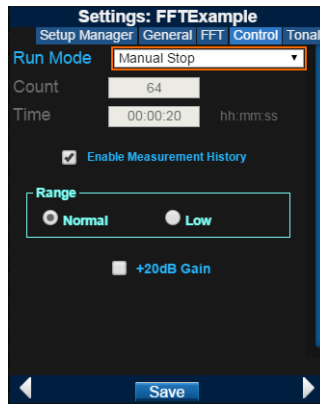 Settings: FFTExample
Setup Manager General FFT Control Tonal
Run Mode Manual Stop
Count 64
Time 00:00:20 hh:mm:ss
Enable Measurement History
Range
Normal Low
+20dB Gain
Save